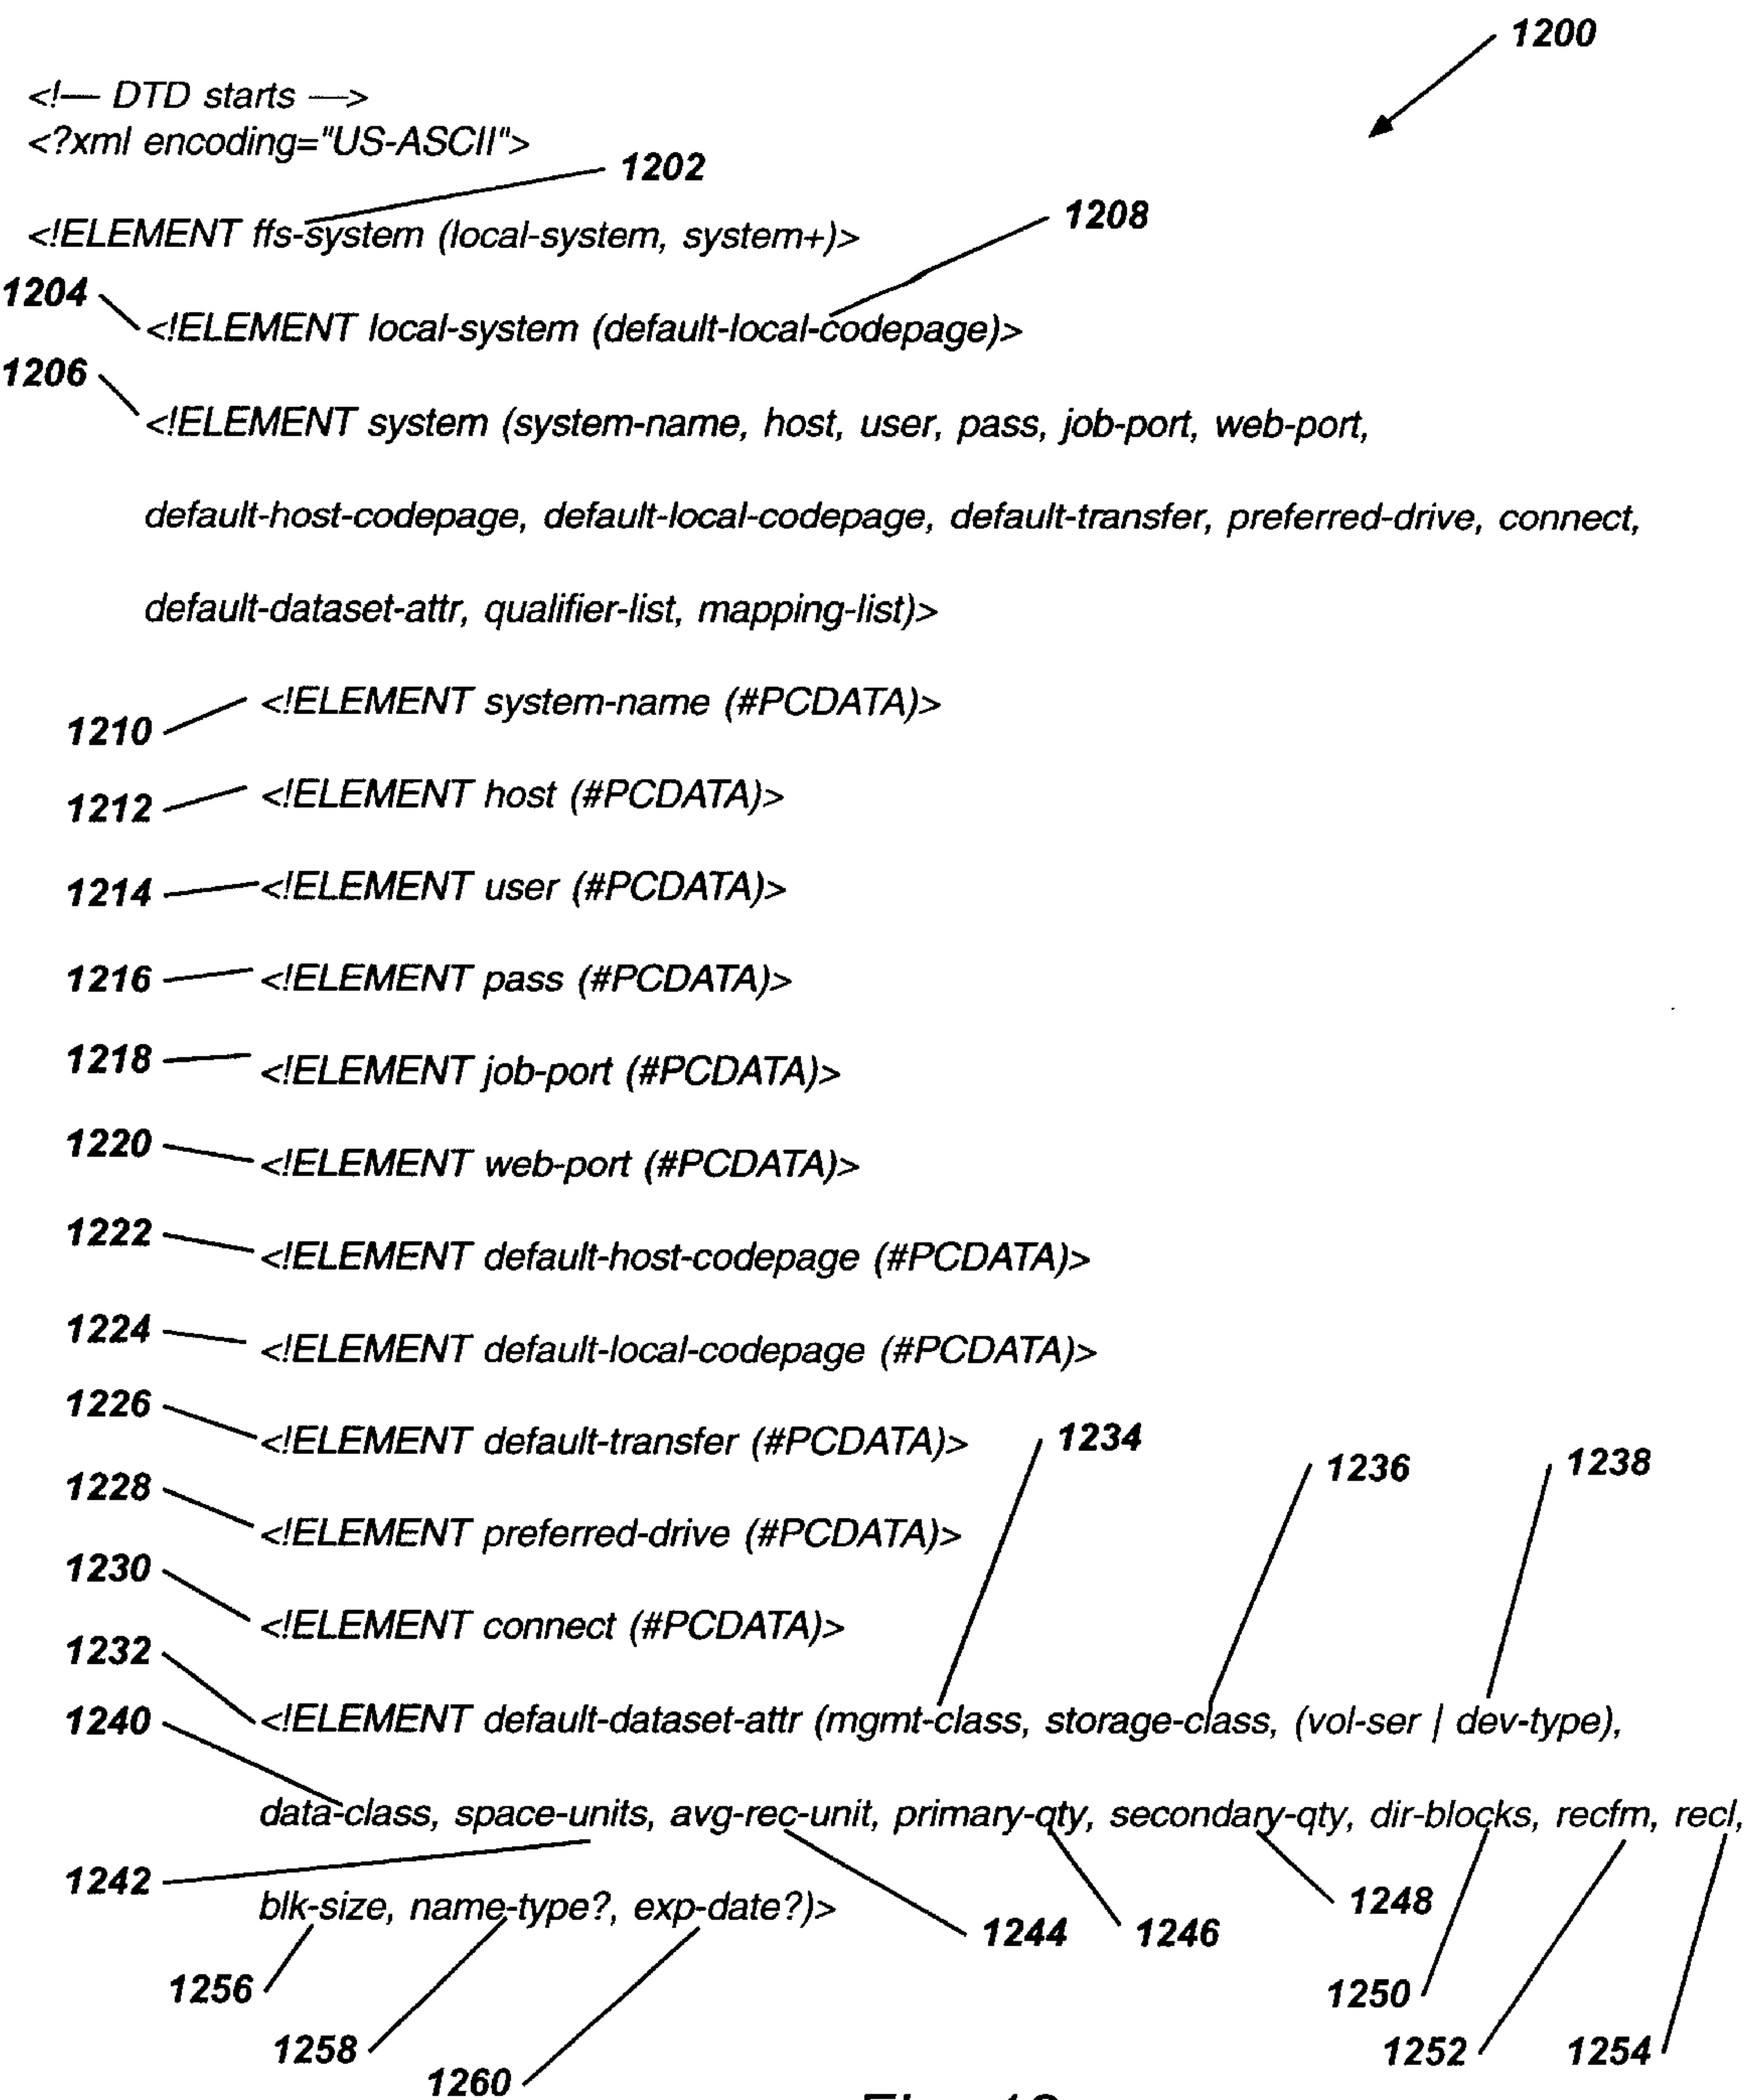 1200
<!— DTD starts —>
<?xml encoding="US-ASCII">
1202
1208
<!ELEMENT ffs-system (local-system, system+)>
1204
<!ELEMENT local-system (default-local-codepage)>
1206
<!ELEMENT system (system-name, host, user, pass, job-port, web-port,
default-host-codepage, default-local-codepage, default-transfer, preferred-drive, connect,
default-dataset-attr, qualifier-list, mapping-list)>
1210 <!ELEMENT system-name (#PCDATA)>
1212 <!ELEMENT host (#PCDATA)>
1214 <!ELEMENT user (#PCDATA)>
1216 <!ELEMENT pass (#PCDATA)>
1218 <!ELEMENT job-port (#PCDATA)>
1220 <!ELEMENT web-port (#PCDATA)>
1222 <!ELEMENT default-host-codepage (#PCDATA)>
1224 <!ELEMENT default-local-codepage (#PCDATA)>
1226 <!ELEMENT default-transfer (#PCDATA)>
1234
1236
1238
1228 <!ELEMENT preferred-drive (#PCDATA)>
1230 <!ELEMENT connect (#PCDATA)>
1232
1240 <!ELEMENT default-dataset-attr (mgmt-class, storage-class, (vol-ser | dev-type),
data-class, space-units, avg-rec-unit, primary-qty, secondary-qty, dir-blocks, recfm, recl,
1242
blk-size, name-type?, exp-date?)>
1248
1244
1246
1256
1250
1258
1252
1254
1260